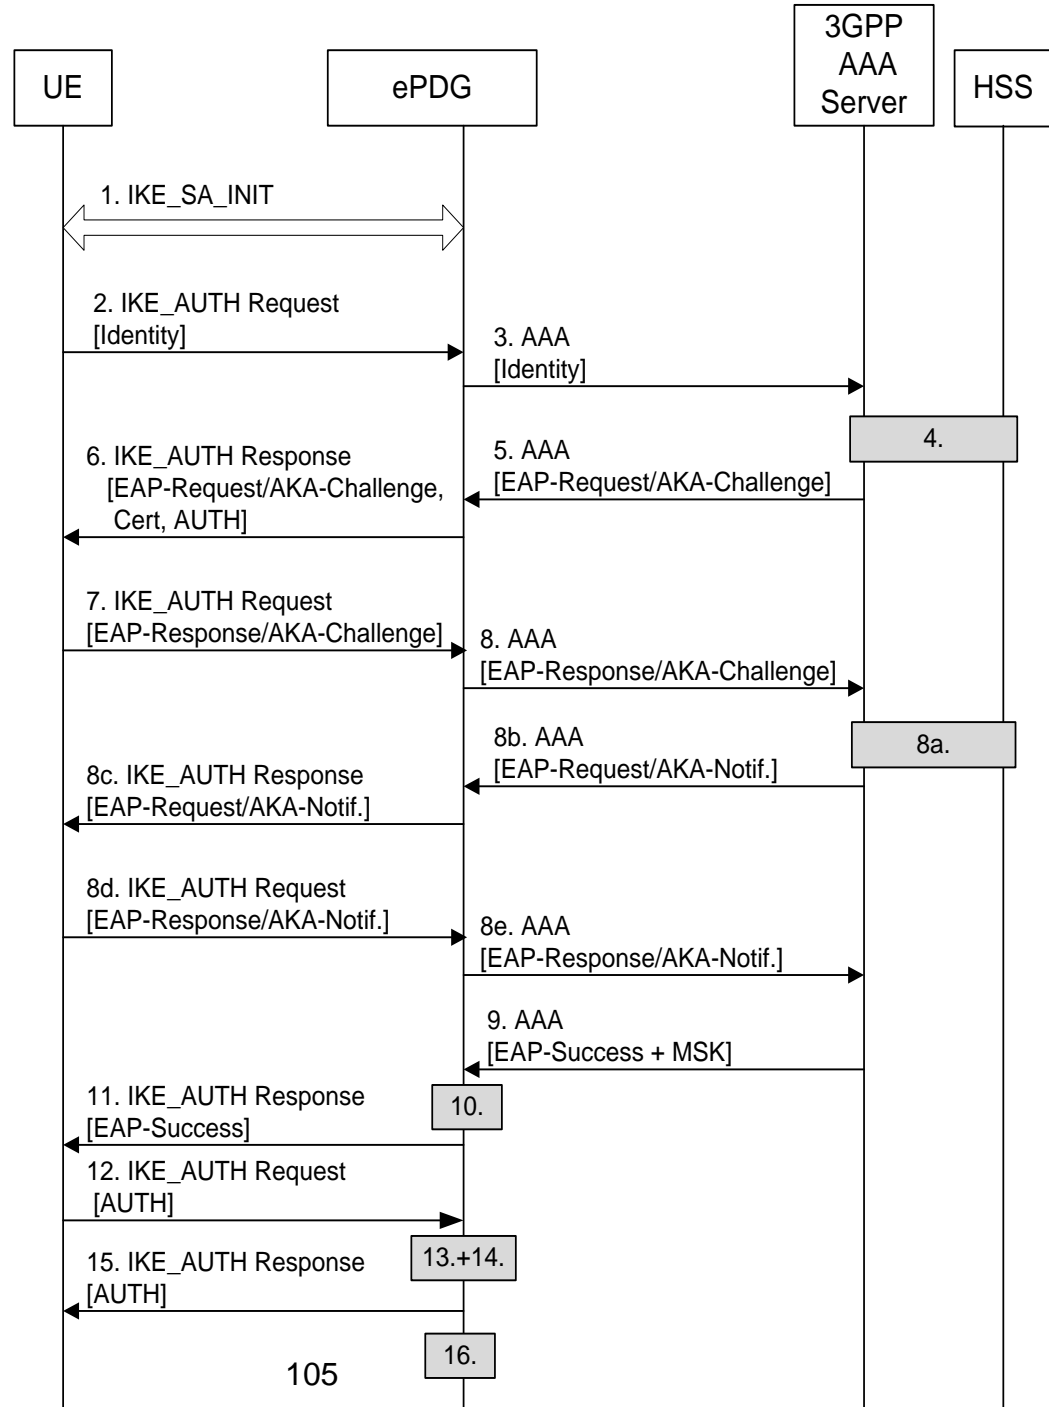 UE
ePDG
3GPP
AAA
Server
HSS
1. IKE_SA_INIT
2. IKE_AUTH Request
[Identity]
3. AAA
[Identity]
4.
5. AAA
[EAP-Request/AKA-Challenge]
6. IKE_AUTH Response
[EAP-Request/AKA-Challenge,
Cert, AUTH]
7. IKE_AUTH Request
[EAP-Response/AKA-Challenge]
8. AAA
[EAP-Response/AKA-Challenge]
8a.
8b. AAA
[EAP-Request/AKA-Notif.]
8c. IKE_AUTH Response
[EAP-Request/AKA-Notif.]
8d. IKE_AUTH Request
[EAP-Response/AKA-Notif.]
8e. AAA
[EAP-Response/AKA-Notif.]
9. AAA
[EAP-Success + MSK]
10.
11. IKE_AUTH Response
[EAP-Success]
12. IKE_AUTH Request
[AUTH]
13.+14.
15. IKE_AUTH Response
[AUTH]
16.
105